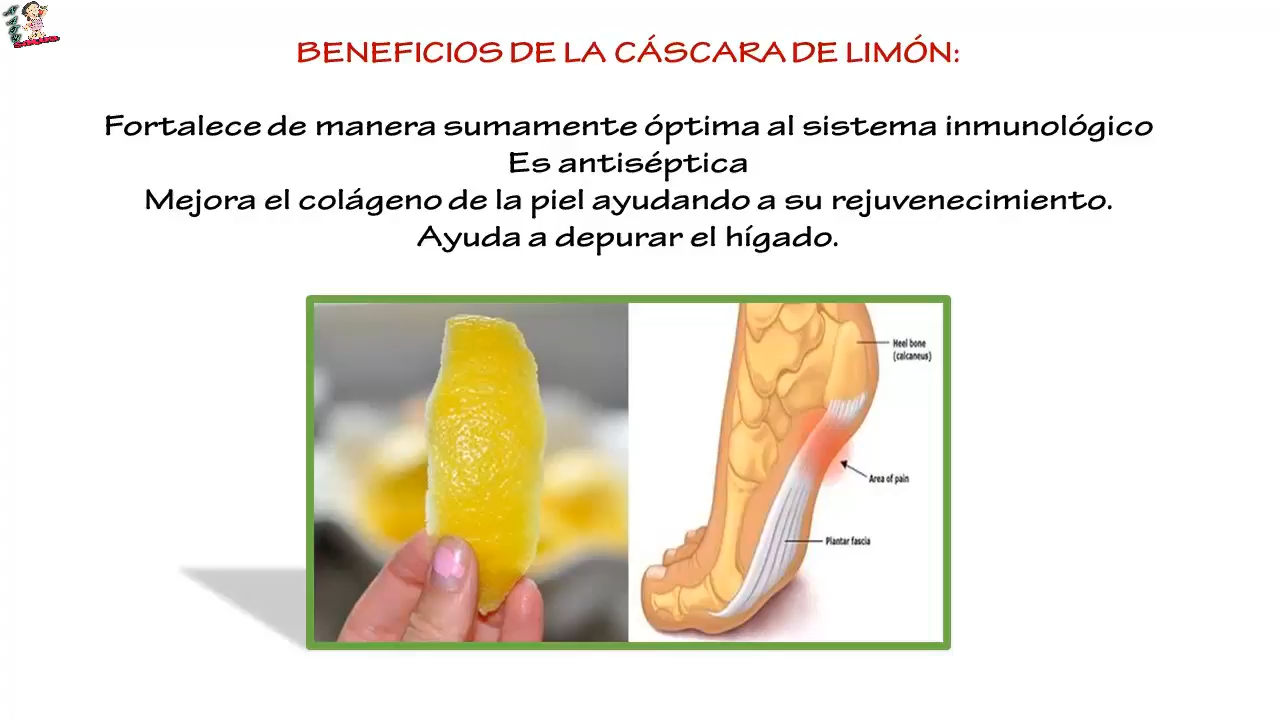 BENEFICIOS DE LA CÁSCARA DE LIMÓN:
Fortalece de manera sumamente óptima al sistema inmunológico
Es antiséptica
Mejora el colágeno de la piel ayudando a su rejuvenecimiento.
Ayuda a depurar el hígado.
Heel bone
(calcaneus)
Area of pain
Plantar fascia